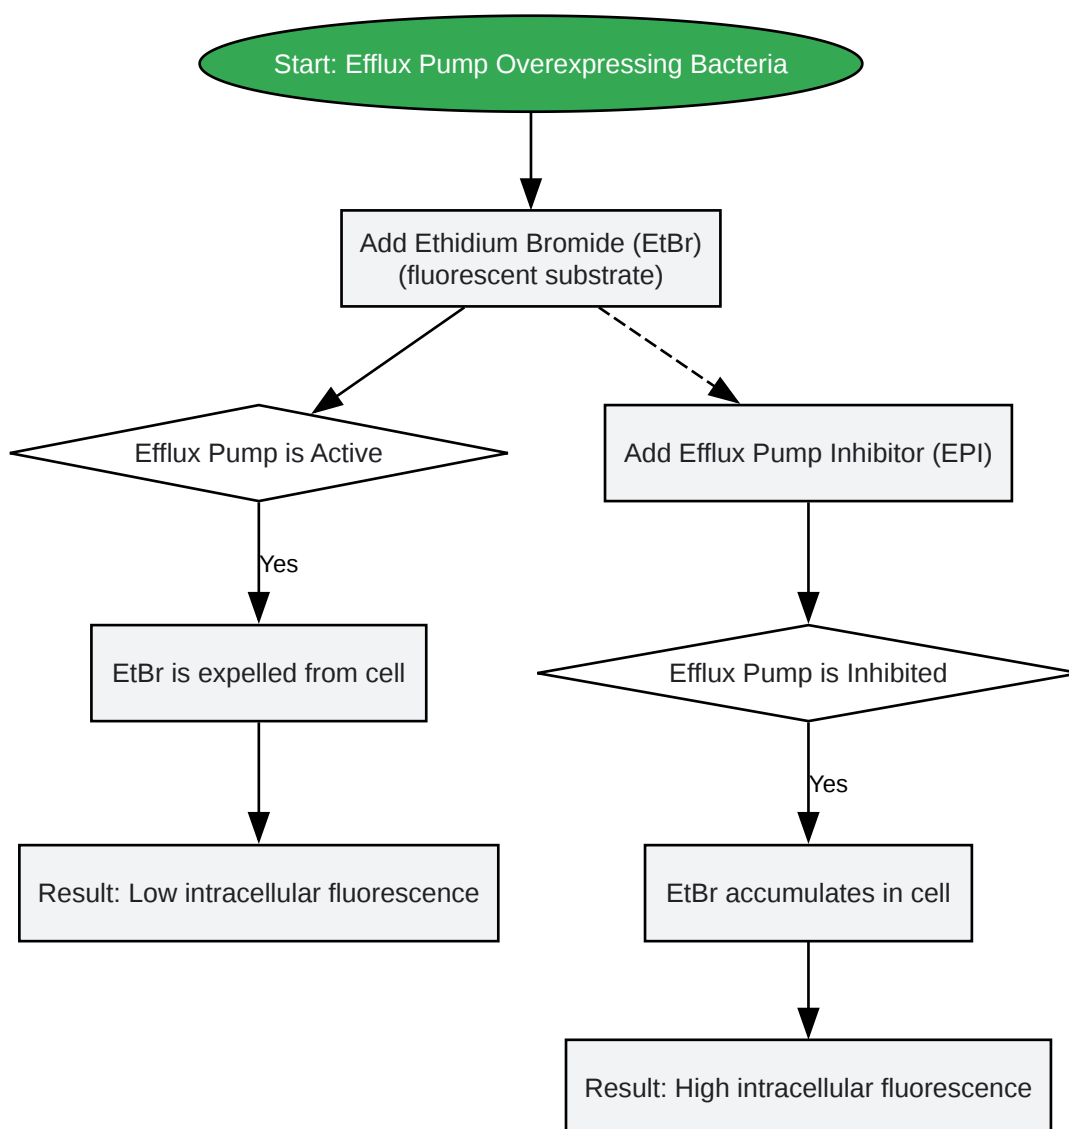 Start: Efflux Pump Overexpressing Bacteria
Add Ethidium Bromide (EtBr)
(fluorescent substrate)
Efflux Pump is Active
Add Efflux Pump Inhibitor (EPI)
Yes
EtBr is expelled from cell
Efflux Pump is Inhibited
Yes
Result: Low intracellular fluorescence
EtBr accumulates in cell
Result: High intracellular fluorescence